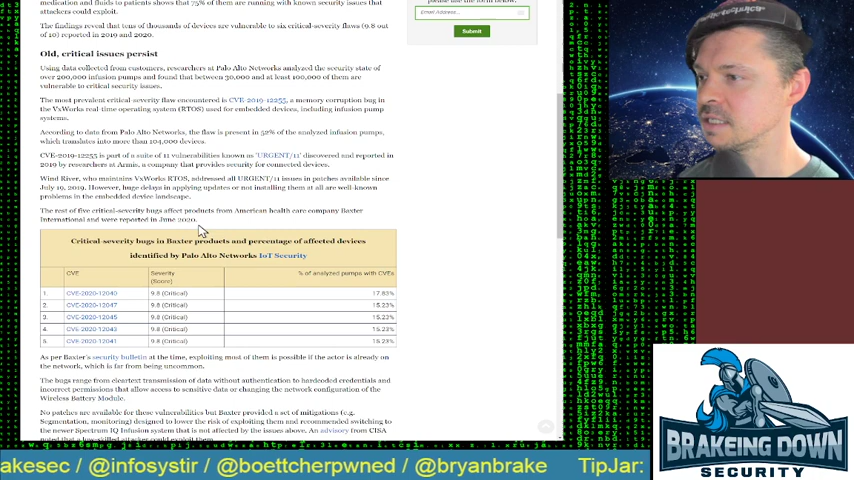 medication and fluids to patients shows that 75% of them are running with known security issues that
attackers could exploit.
The findings reveal that tens of thousands of devices are vulnerable to six critical-severity flaws (9.8 out
of 10) reported in 2019 and 2020.
Old, critical issues persist
Using data collected from customers, researchers at Palo Alto Networks analyzed the security state of
over 200,000 infusion pumps and found that between 30,000 and at least 100,000 of them are
vulnerable to critical security issues.
The most prevalent critical-severity flaw encountered is CVE-2019-12255, a memory corruption bug in
the VxWorks real-time operating system (RTOS) used for embedded devices, including infusion pump
systems.
According to data from Palo Alto Networks, the flaw is present in 52% of the analyzed infusion pumps,
which translates to more than 104,000 devices.
CVE-2019-12255 is part of a suite of 11 vulnerabilities known as 'URGENT/11' discovered and reported in
2019 by researchers at Armis, a company that provides security for connected devices.
Wind River, who maintains VxWorks RTOS, addressed all URGENT/11 issues in patches available since
July 19, 2019. However, huge delays in applying updates or not installing them at all are well-known
problems in the embedded device landscape.
The rest of five critical-severity bugs affect products from American health care company Baxter
International and were reported in June 2020.
Critical-severity bugs in Baxter products and percentage of affected devices
identified by Palo Alto Networks IoT Security
CVE Severity (Score) % of analyzed pumps with CVEs
1. CVE-2020-12040 9.8 (Critical) 17.83%
2. CVE-2020-12047 9.8 (Critical) 15.23%
3. CVE-2020-12045 9.8 (Critical) 15.23%
4. CVE-2020-12043 9.8 (Critical) 15.23%
5. CVE-2020-12041 9.8 (Critical) 15.23%
As per Baxter's security bulletin at the time, exploiting most of them is possible if the actor is already on
the network, which is far from being uncommon.
The bugs range from cleartext transmission of data without authentication to hardcoded credentials and
incorrect permissions that allow access to sensitive data or changing the network configuration of the
Wireless Battery Module.
No patches are available for these vulnerabilities but Baxter provided a set of mitigations (e.g.
Segmentation, monitoring) designed to lower the risk of exploiting them and recommended switching to
the newer Spectrum IQ Infusion system that is not affected by the issues above. An advisory from CISA
noted that a low-skilled attacker could exploit them.
please use the form below.
Email Address...
Submit
BRAKEING DOWN
SECURITY
akesec / @infosystir / @boettcherpwned / @bryanbrake TipJar: